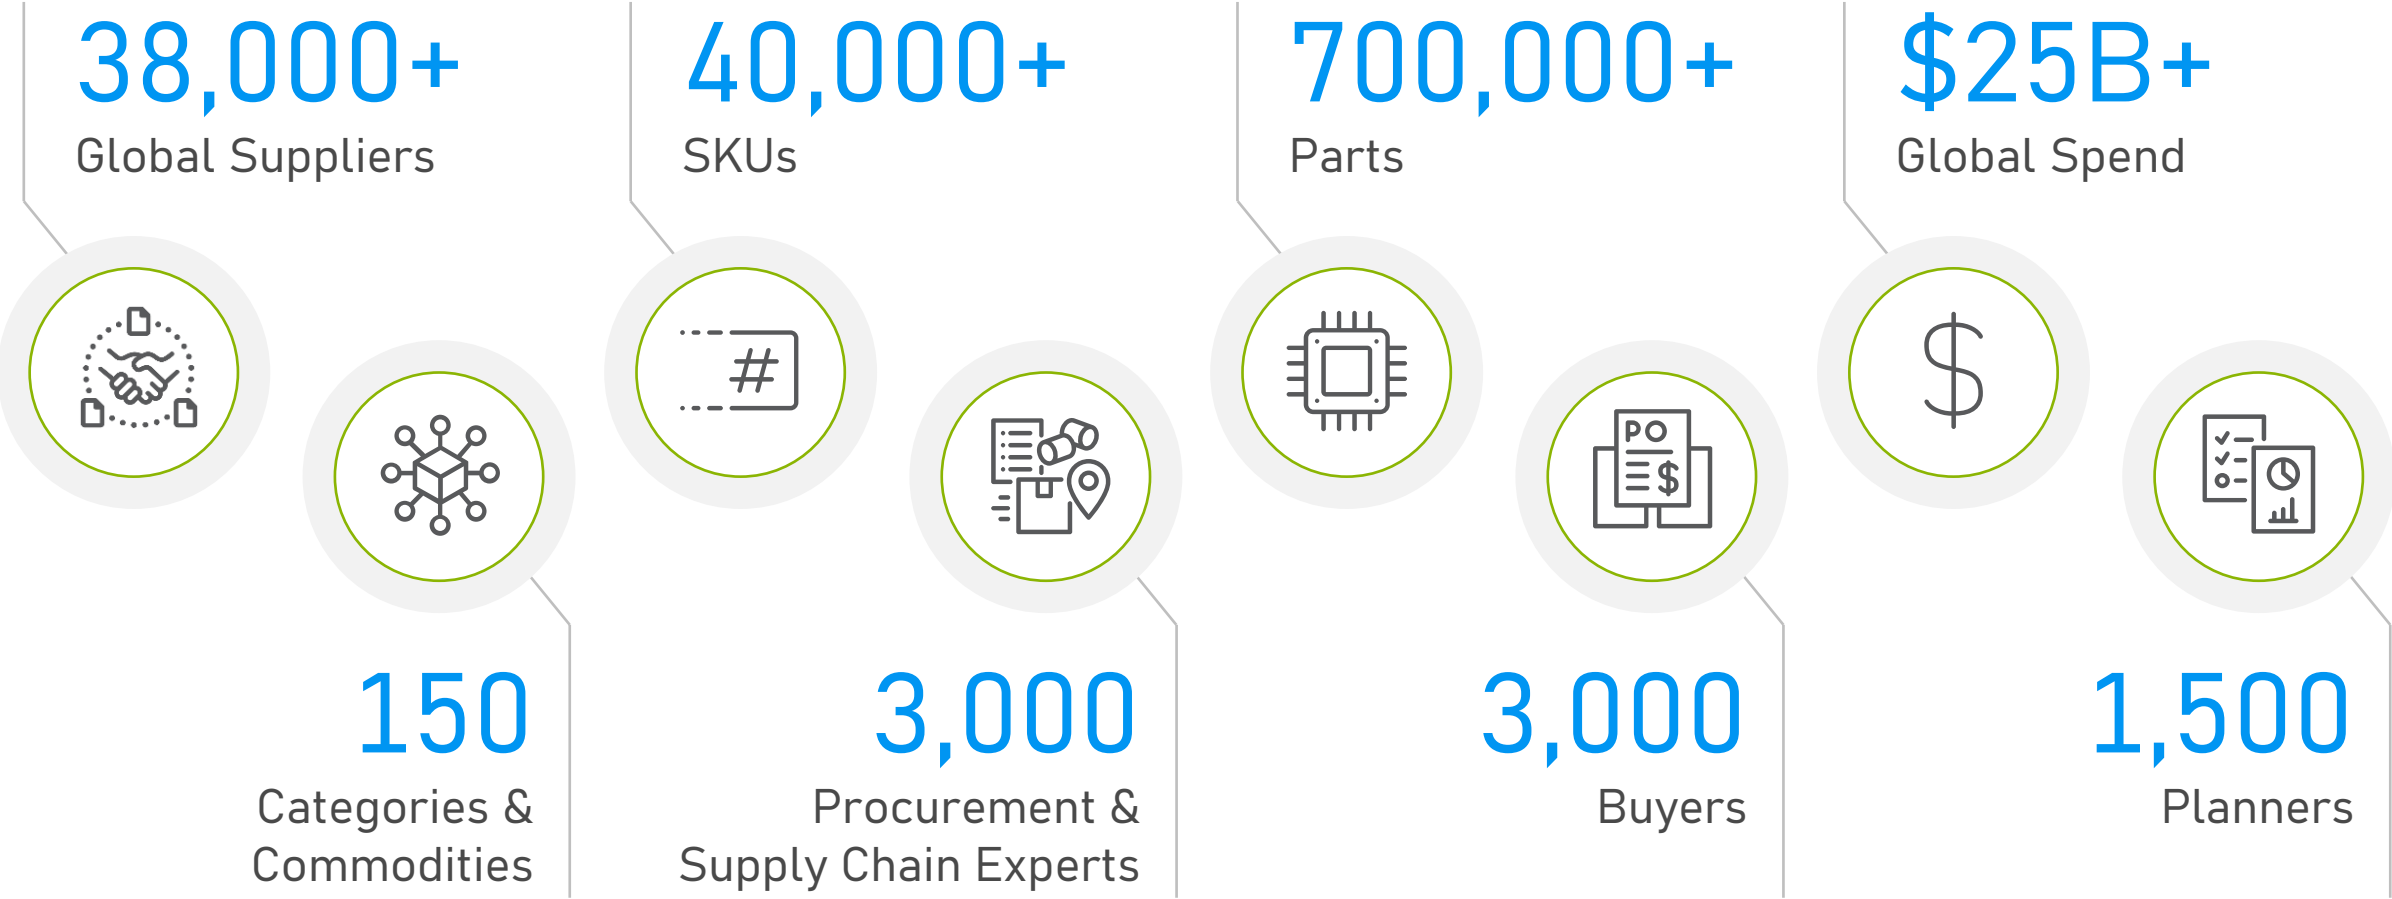 38,000+
Global Suppliers
40,000+
SKUs
700,000+
Parts
$25B+
Global Spend
#
PO
$
$
150
Categories &
Commodities
3,000
Procurement &
Supply Chain Experts
3,000
Buyers
1,500
Planners